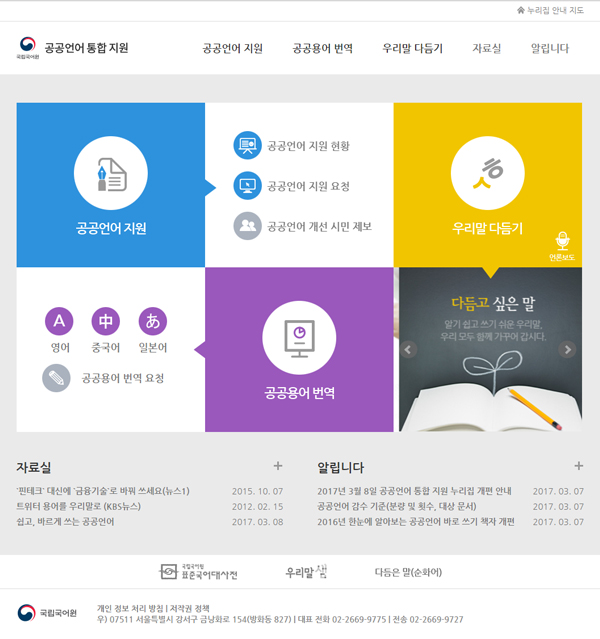 누리집 안내 지도
국립국어원
공공언어 통합 지원
공공언어 지원
공공용어 번역
우리말 다듬기
자료실
알립니다
공공언어 지원
공공언어 지원 현황
공공언어 지원 요청
공공언어 개선 시민 제보
우리말 다듬기
언론보도
A 中 あ
영어 중국어 일본어
공공용어 번역 요청
공공용어 번역
다듬고 싶은 말
알기 쉽고 쓰기 쉬운 우리말,
우리 모두 함께 가꾸어 갑시다.
자료실 +
'핀테크' 대신에 '금융기술'로 바꿔 쓰세요(뉴스1) 2015. 10. 07
트위터 용어를 우리말로 (KBS뉴스) 2012. 02. 15
쉽고, 바르게 쓰는 공공언어 2017. 03. 08
알립니다 +
2017년 3월 8일 공공언어 통합 지원 누리집 개편 안내 2017. 03. 07
공공언어 감수 기준(분량 및 횟수, 대상 문서) 2017. 03. 07
2016년 한눈에 알아보는 공공언어 바로 쓰기 책자 개편 2017. 03. 07
국립국어원
표준국어대사전
우리말 샘
다듬은 말(순화어)
국립국어원
개인 정보 처리 방침 | 저작권 정책
우) 07511 서울특별시 강서구 금낭화로 154(방화동 827) | 대표 전화 02-2669-9775 | 전송 02-2669-9727